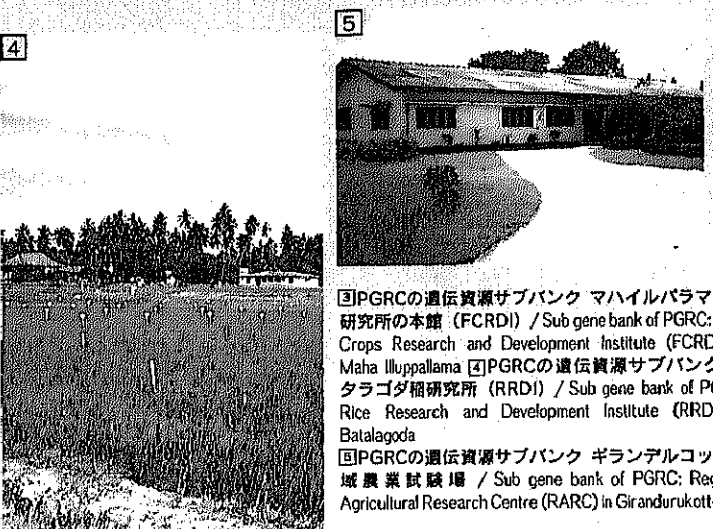 4
5
3PGRCの遺伝資源サブバンク マハイルパラマ
研究所の本館 (FCRDI) / Sub gene bank of PGRC:
Crops Research and Development Institute (FCRD
Maha Illuppallama 4PGRCの遺伝資源サブバンク
タラゴダ稲研究所 (RRDI) / Sub gene bank of PG
Rice Research and Development Institute (RRD
Batalagoda
5PGRCの遺伝資源サブバンク ギランデルコッ
域農業試験場 / Sub gene bank of PGRC; Reg
Agricultural Research Centre (RARC) in Girandurukott